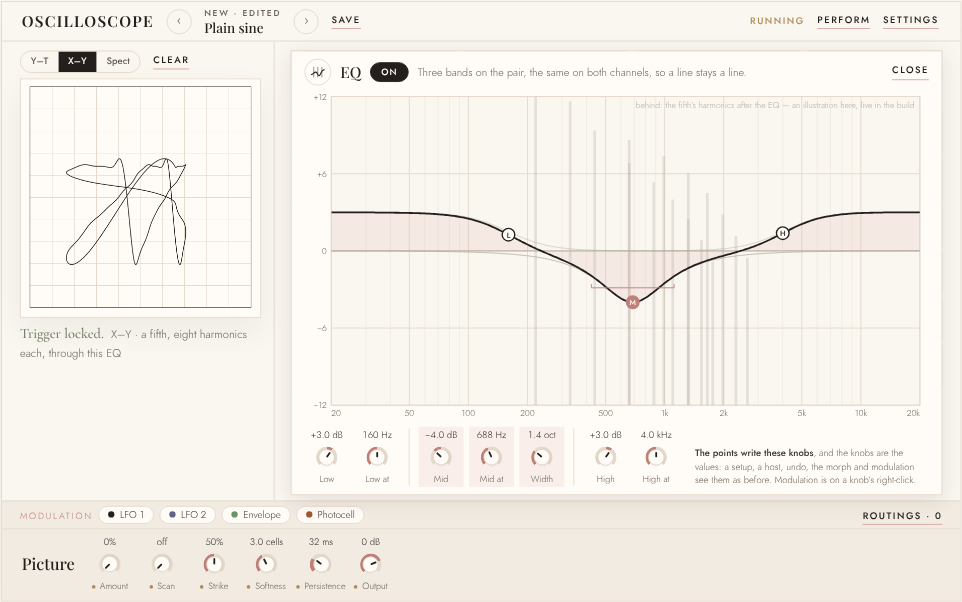 OSCILLOSCOPE
‹
NEW · EDITED
Plain sine
›
SAVE
RUNNING
PERFORM
SETTINGS
Y–T
X–Y
Spect
CLEAR
Trigger locked. X–Y · a fifth, eight harmonics
each, through this EQ
EQ
ON
Three bands on the pair, the same on both channels, so a line stays a line.
CLOSE
behind: the fifth's harmonics after the EQ — an illustration here, live in the build
+12
+6
0
−6
−12
L
M
H
20 50 100 200 500 1k 2k 5k 10k 20k
+3.0 dB 160 Hz −4.0 dB 688 Hz 1.4 oct +3.0 dB 4.0 kHz
Low Low at Mid Mid at Width High High at
The points write these knobs, and the knobs are the
values: a setup, a host, undo, the morph and modulation
see them as before. Modulation is on a knob's right-click.
MODULATION
LFO 1
LFO 2
Envelope
Photocell
ROUTINGS · 0
Picture
0% off 50% 3.0 cells 32 ms 0 dB
Amount Scan Strike Softness Persistence Output